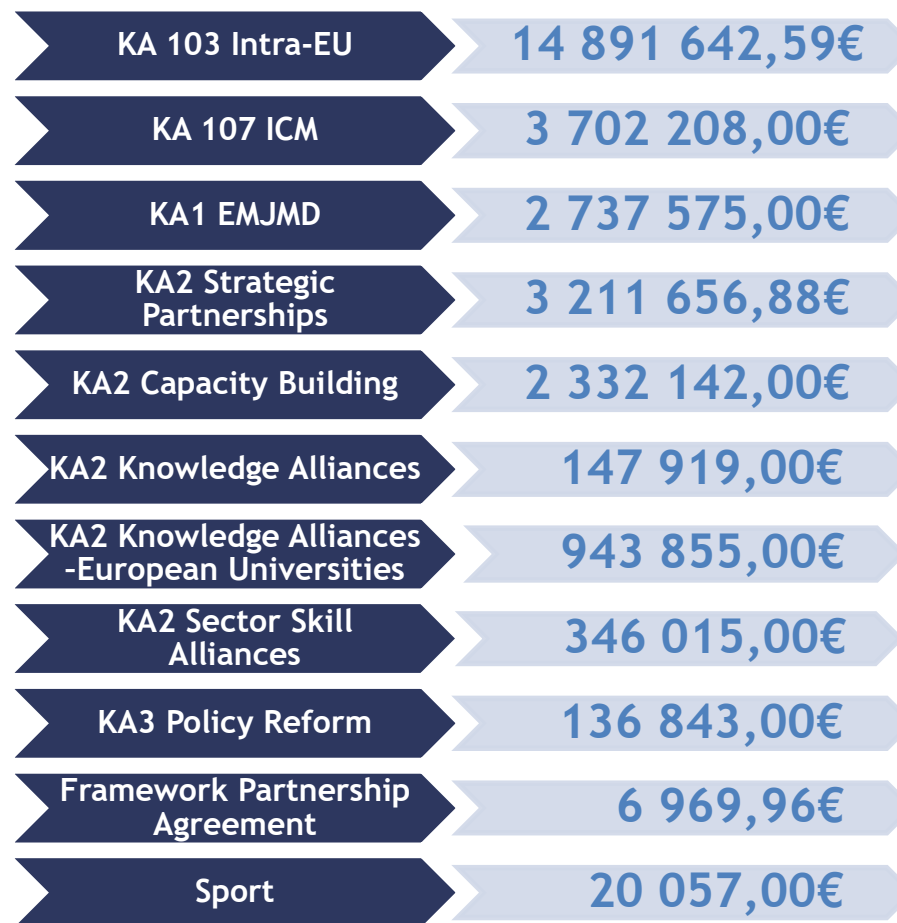 KA 103 Intra-EU
14 891 642,59€
KA 107 ICM
3 702 208,00€
KA1 EMJMD
2 737 575,00€
KA2 Strategic
Partnerships
3 211 656,88€
KA2 Capacity Building
2 332 142,00€
KA2 Knowledge Alliances
147 919,00€
KA2 Knowledge Alliances
-European Universities
943 855,00€
KA2 Sector Skill
Alliances
346 015,00€
KA3 Policy Reform
136 843,00€
Framework Partnership
Agreement
6 969,96€
Sport
20 057,00€